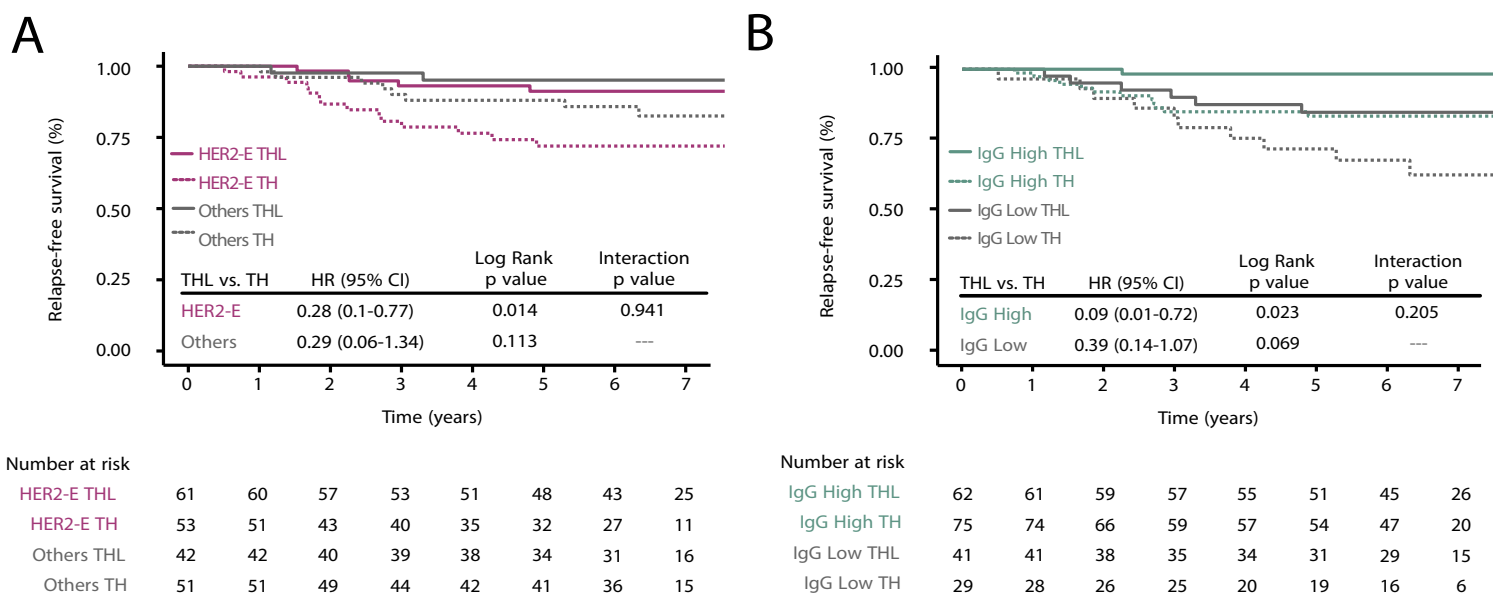 A
Relapse-free survival (%)
1.00
0.75
0.50
0.25
0.00
HER2-E THL
HER2-E TH
Others THL
Others TH
Log Rank Interaction
THL vs. TH HR (95% CI) p value p value
HER2-E 0.28 (0.1-0.77) 0.014 0.941
Others 0.29 (0.06-1.34) 0.113 ---
0 1 2 3 4 5 6 7
Time (years)
Number at risk
HER2-E THL 61 60 57 53 51 48 43 25
HER2-E TH 53 51 43 40 35 32 27 11
Others THL 42 42 40 39 38 34 31 16
Others TH 51 51 49 44 42 41 36 15
B
Relapse-free survival (%)
1.00
0.75
0.50
0.25
0.00
IgG High THL
IgG High TH
IgG Low THL
IgG Low TH
Log Rank Interaction
THL vs. TH HR (95% CI) p value p value
IgG High 0.09 (0.01-0.72) 0.023 0.205
IgG Low 0.39 (0.14-1.07) 0.069 ---
0 1 2 3 4 5 6 7
Time (years)
Number at risk
IgG High THL 62 61 59 57 55 51 45 26
IgG High TH 75 74 66 59 57 54 47 20
IgG Low THL 41 41 38 35 34 31 29 15
IgG Low TH 29 28 26 25 20 19 16 6